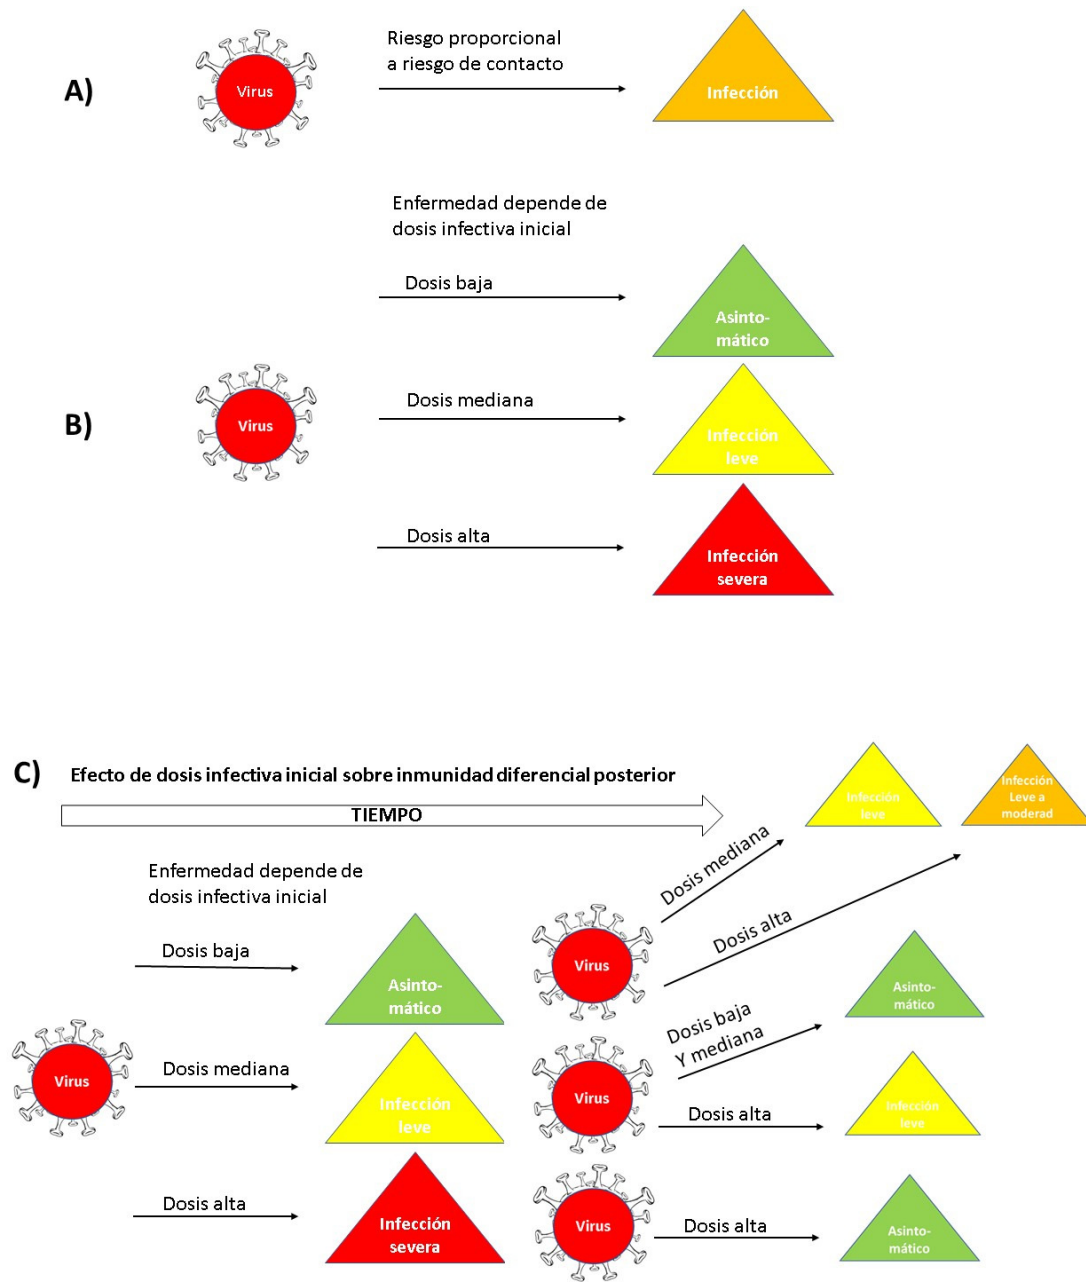 A)
Virus
Riesgo proporcional
a riesgo de contacto
Infección
B)
Virus
Enfermedad depende de
dosis infectiva inicial
Dosis baja
Asinto-
mático
Dosis mediana
Infección
leve
Dosis alta
Infección
severa
C)
Efecto de dosis infectiva inicial sobre inmunidad diferencial posterior
TIEMPO
Enfermedad depende de
dosis infectiva inicial
Virus
Dosis baja
Asinto-
mático
Dosis mediana
Infección
leve
Dosis alta
Infección
severa
Virus
Dosis mediana
Infección
leve
Dosis alta
Infección
Leve a
moderad
Virus
Dosis baja
Y mediana
Asinto-
mático
Dosis alta
Infección
leve
Virus
Dosis alta
Asinto-
mático